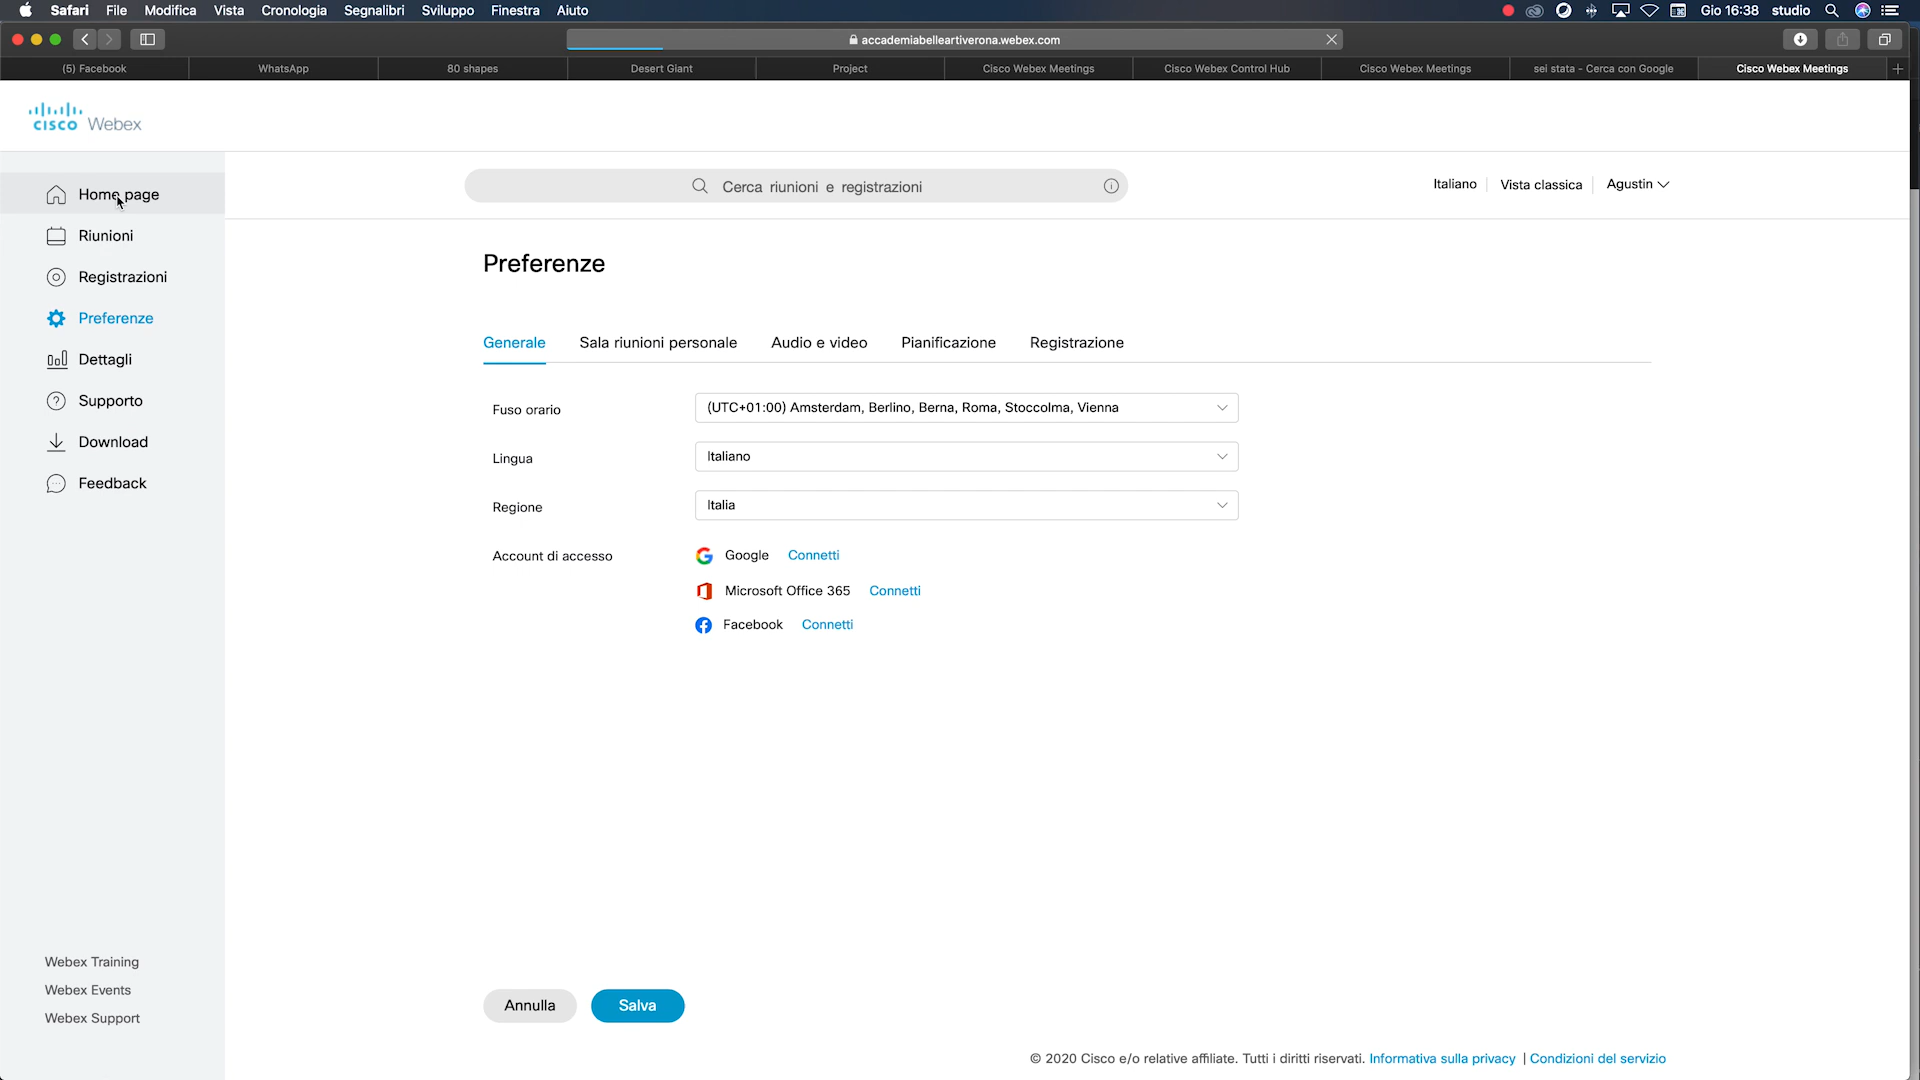 Safari File Modifica Vista Cronologia Segnalibri Sviluppo Finestra Aiuto Gio 16:38 studio
accademiabelleartiverona.webex.com
(5) Facebook WhatsApp 80 shapes Desert Giant Project Cisco Webex Meetings Cisco Webex Control Hub Cisco Webex Meetings sei stata - Cerca con Google Cisco Webex Meetings
cisco Webex
Cerca riunioni e registrazioni
Italiano Vista classica Agustin
Home page
Riunioni
Registrazioni
Preferenze
Dettagli
Supporto
Download
Feedback
Webex Training
Webex Events
Webex Support
Preferenze
Generale Sala riunioni personale Audio e video Pianificazione Registrazione
Fuso orario (UTC+01:00) Amsterdam, Berlino, Berna, Roma, Stoccolma, Vienna
Lingua Italiano
Regione Italia
Account di accesso Google Connetti
Microsoft Office 365 Connetti
Facebook Connetti
Annulla Salva
© 2020 Cisco e/o relative affiliate. Tutti i diritti riservati. Informativa sulla privacy | Condizioni del servizio